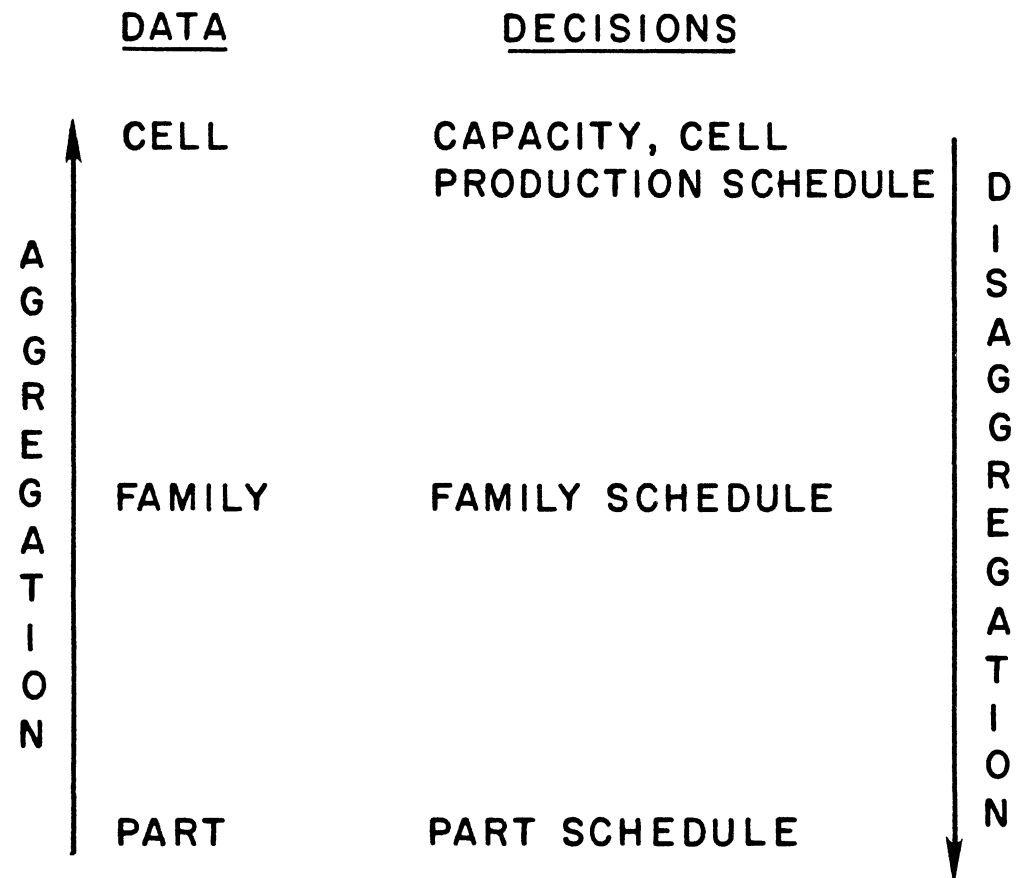 DATA DECISIONS
CELL CAPACITY, CELL
PRODUCTION SCHEDULE
FAMILY FAMILY SCHEDULE
PART PART SCHEDULE
AGGREGATION
DISAGGREGATION